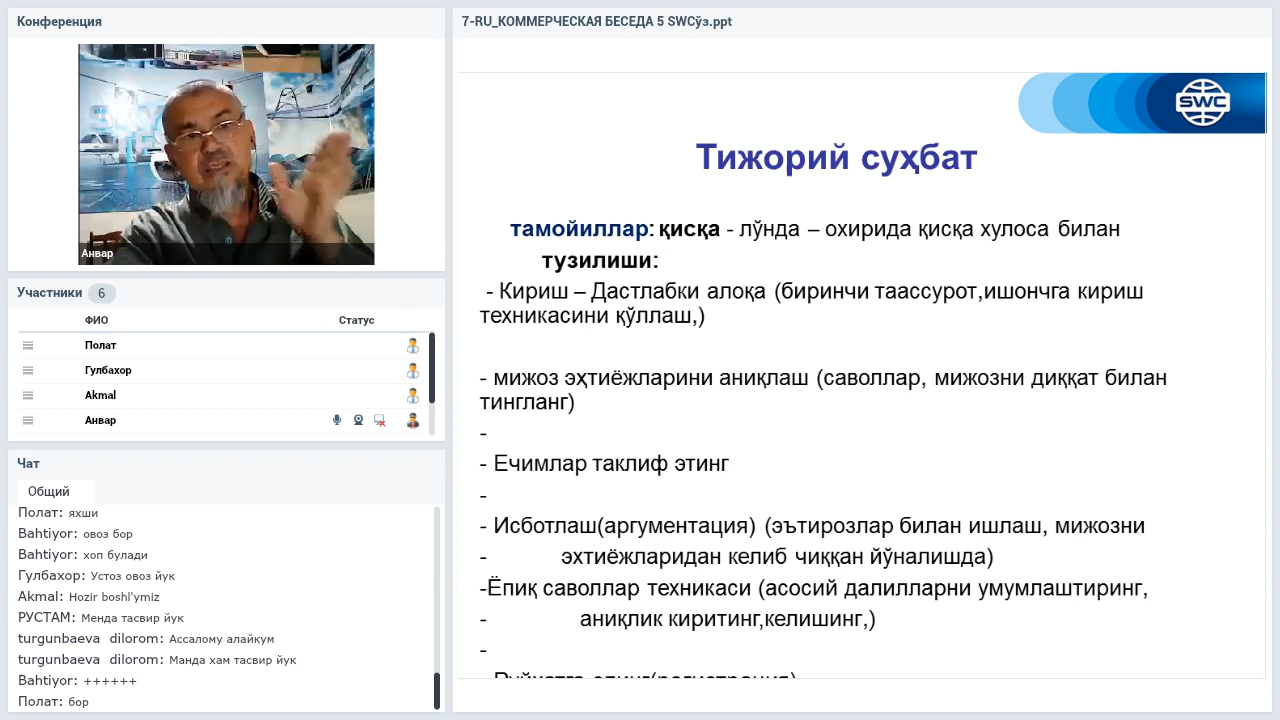 Конференция
Анвар
Участники 6
ФИО Статус
Полат
Гулбахор
Akmal
Анвар
Чат
Общий
Полат: яхши
Bahtiyor: овоз бор
Bahtiyor: хоп булади
Гулбахор: Устоз овоз йук
Akmal: Hozir boshl'ymiz
РУСТАМ: Менда тасвир йук
turgunbaeva dilorom: Ассалому алайкум
turgunbaeva dilorom: Манда хам тасвир йук
Bahtiyor: ++++++
Полат: бор
7-RU_КОММЕРЧЕСКАЯ БЕСЕДА 5 SWCўз.ppt
SWC
Тижорий суҳбат
тамойиллар: қисқа - лўнда – охирида қисқа хулоса билан
тузилиши:
- Кириш – Дастлабки алоқа (биринчи таассурот,ишончга кириш
техникасини қўллаш,)
- мижоз эҳтиёжларини аниқлаш (саволлар, мижозни диққат билан
тингланг)
-
- Ечимлар таклиф этинг
-
- Исботлаш(аргументация) (эътирозлар билан ишлаш, мижозни
- эхтиёжларидан келиб чиққан йўналишда)
-Ёпиқ саволлар техникаси (асосий далилларни умумлаштиринг,
- аниқлик киритинг,келишинг,)
-
- Руйхатга олинг(регистрация)